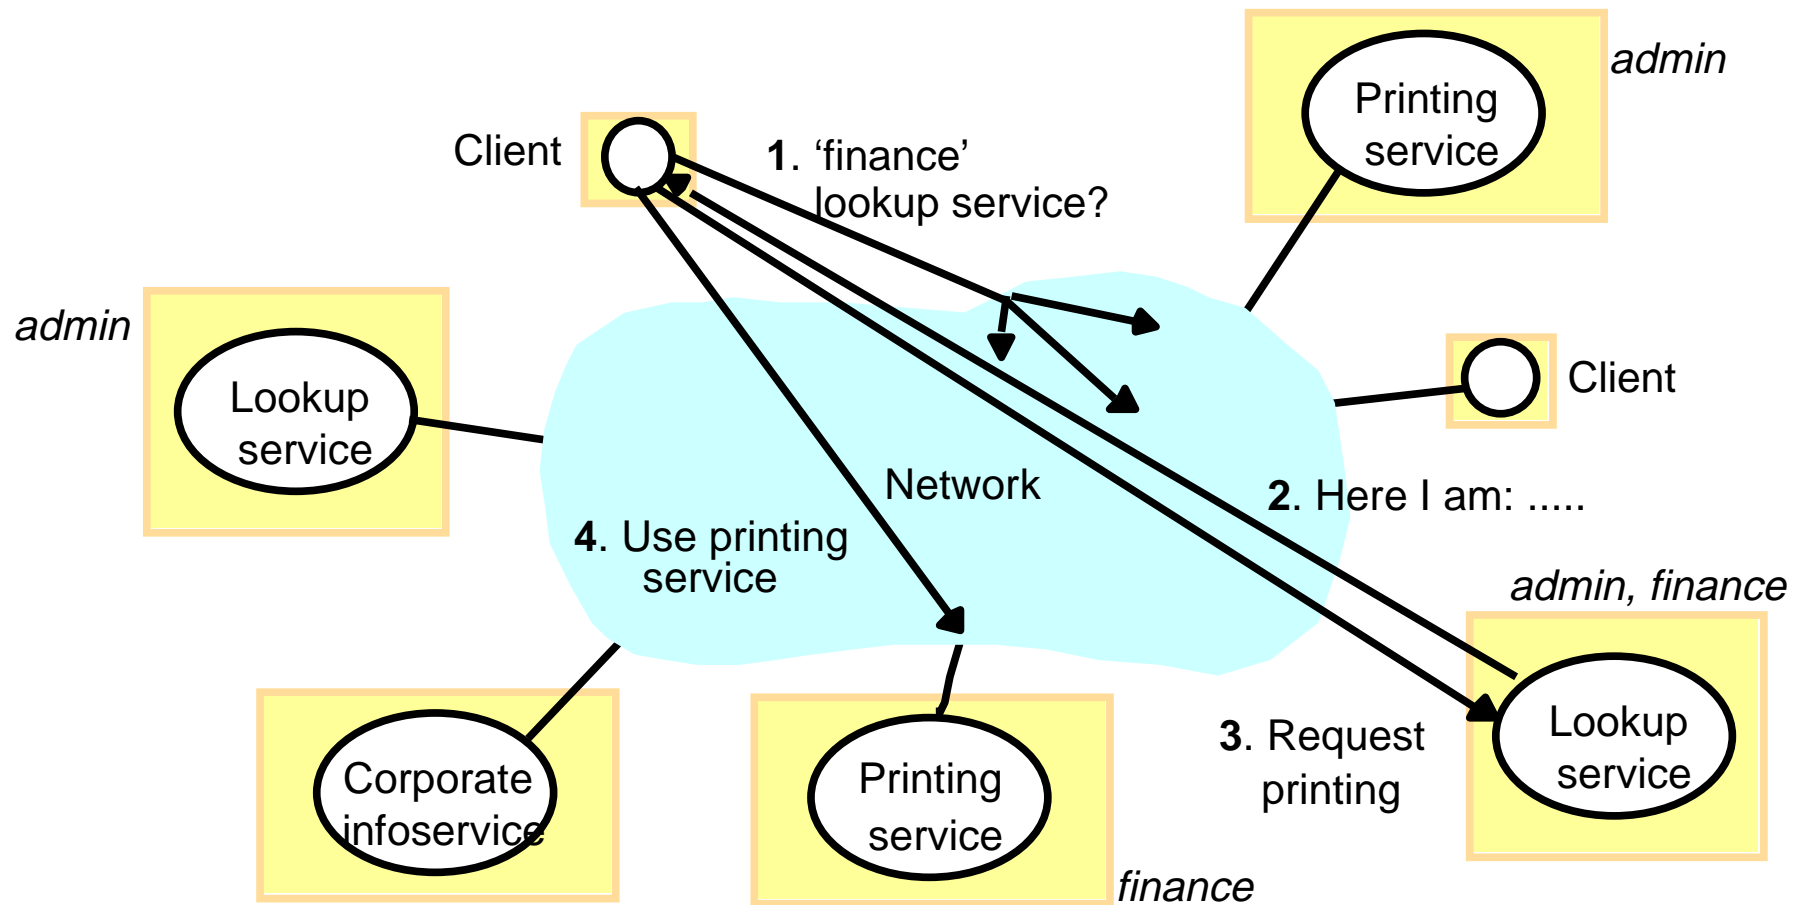 admin
Printing
service
Client
1. ‘finance’
lookup service?
admin
Lookup
service
Client
Network
2. Here I am: .....
4. Use printing
service
admin, finance
Corporate
infoservice
Printing
service
finance
3. Request
printing
Lookup
service